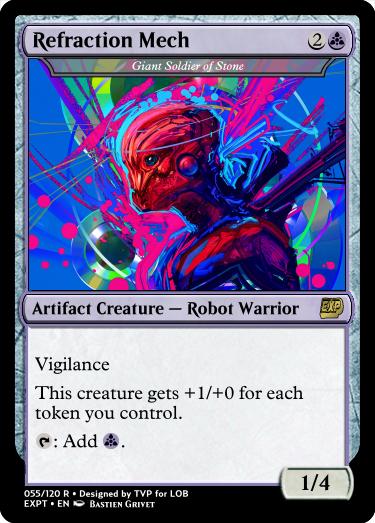 Refraction Mech 2
Giant Soldier of Stone
Artifact Creature — Robot Warrior EXP
Vigilance
This creature gets +1/+0 for each
token you control.
: Add .
1/4
055/120 R • Designed by TVP for LOB
EXPT • EN Bastien Grivet